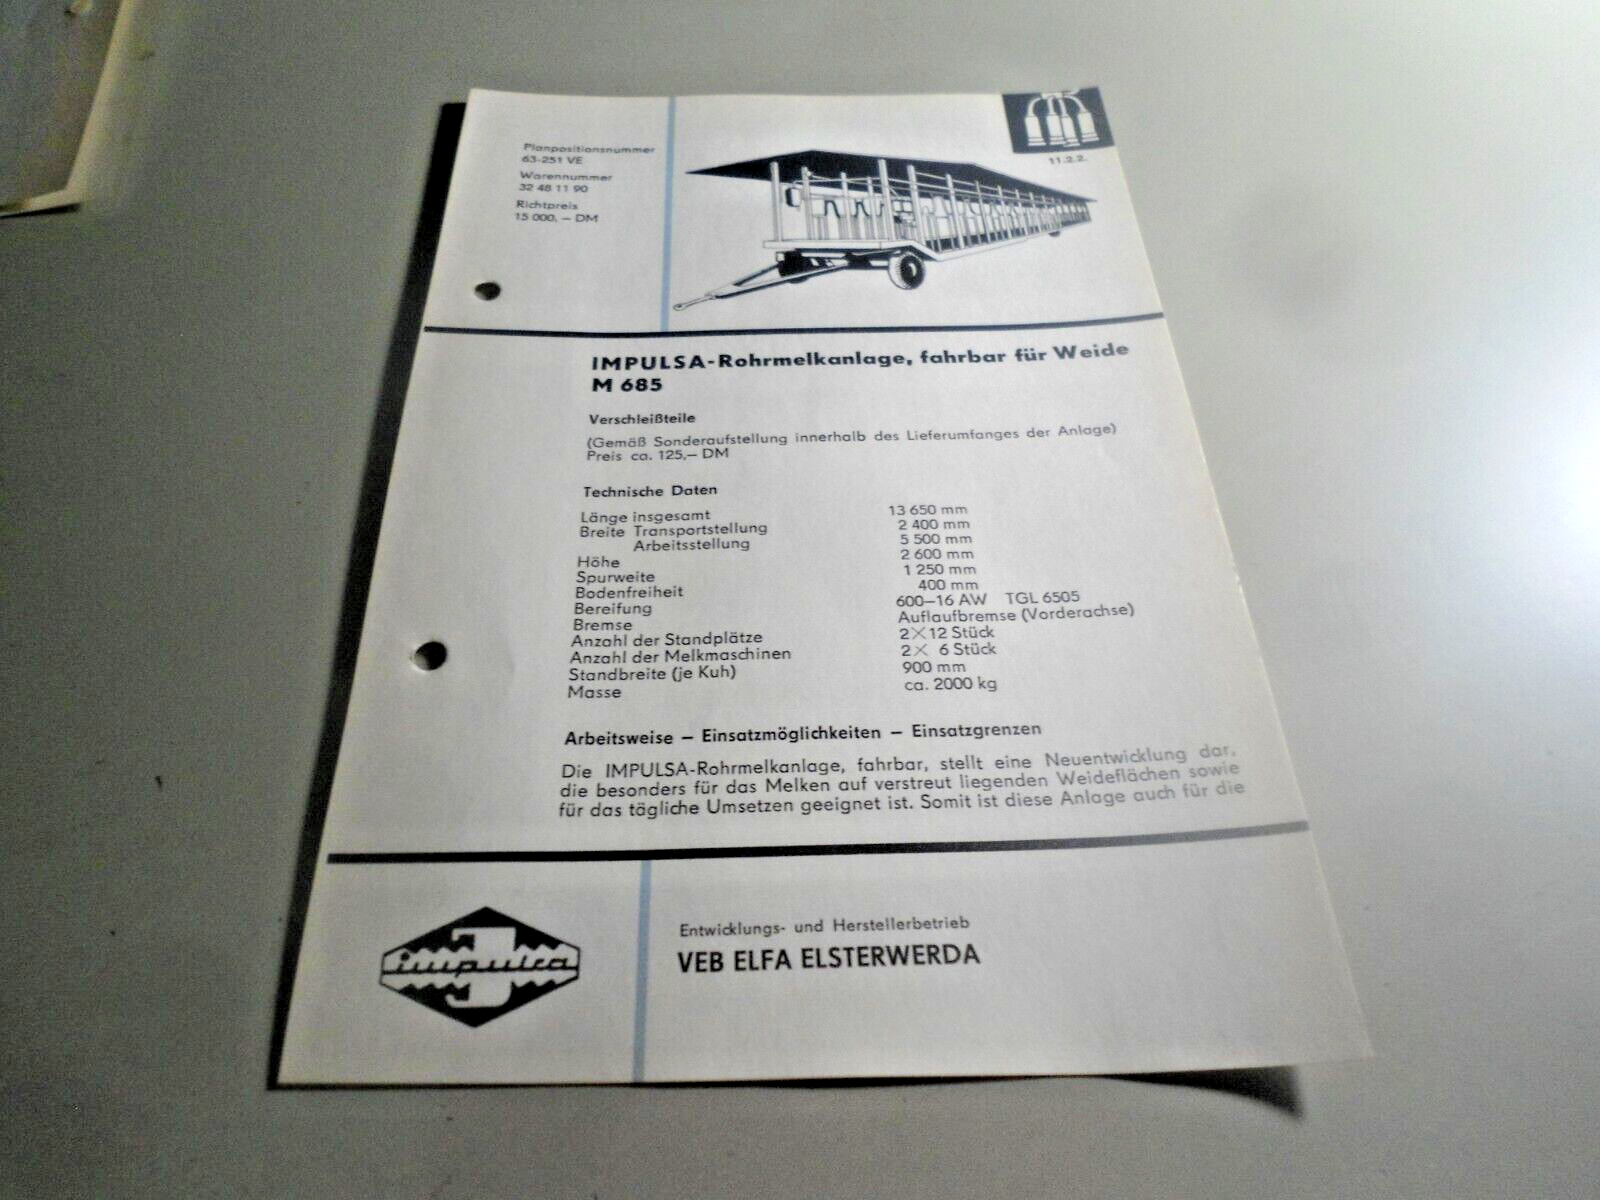 Planpositionsnummer
63-251 VE
Warennummer
32 48 11 90
Richtpreis
15 000,– DM
11.2.2.
IMPULSA-Rohrmelkanlage, fahrbar für Weide
M 685
Verschleißteile
(Gemäß Sonderaufstellung innerhalb des Lieferumfanges der Anlage)
Preis ca. 125,– DM
Technische Daten
Länge insgesamt 13 650 mm
Breite Transportstellung 2 400 mm
Arbeitsstellung 5 500 mm
Höhe 2 600 mm
Spurweite 1 250 mm
Bodenfreiheit 400 mm
Bereifung 600–16 AW TGL 6505
Bremse Auflaufbremse (Vorderachse)
Anzahl der Standplätze 2×12 Stück
Anzahl der Melkmaschinen 2× 6 Stück
Standbreite (je Kuh) 900 mm
Masse ca. 2000 kg
Arbeitsweise – Einsatzmöglichkeiten – Einsatzgrenzen
Die IMPULSA-Rohrmelkanlage, fahrbar, stellt eine Neuentwicklung dar,
die besonders für das Melken auf verstreut liegenden Weideflächen sowie
für das tägliche Umsetzen geeignet ist. Somit ist diese Anlage auch für die
impulsa
Entwicklungs- und Herstellerbetrieb
VEB ELFA ELSTERWERDA